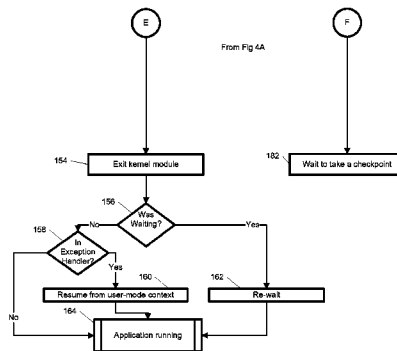 E
F
From Fig 4A
154
Exit kernel module
182
Wait to take a checkpoint
156
Was
Waiting?
No
Yes
158
In
Exception
Handler?
Yes
160
162
Resume from user-mode context
Re-wait
164
No
Application running